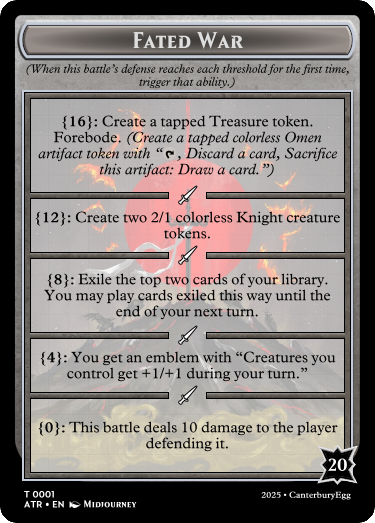 Fated War
(When this battle's defense reaches each threshold for the first time,
trigger that ability.)
{16}: Create a tapped Treasure token.
Forebode. (Create a tapped colorless Omen
artifact token with “, Discard a card, Sacrifice
this artifact: Draw a card.”)
{12}: Create two 2/1 colorless Knight creature
tokens.
{8}: Exile the top two cards of your library.
You may play cards exiled this way until the
end of your next turn.
{4}: You get an emblem with “Creatures you
control get +1/+1 during your turn.”
{0}: This battle deals 10 damage to the player
defending it.
20
T 0001
ATR • EN Midjourney
2025 • CanterburyEgg